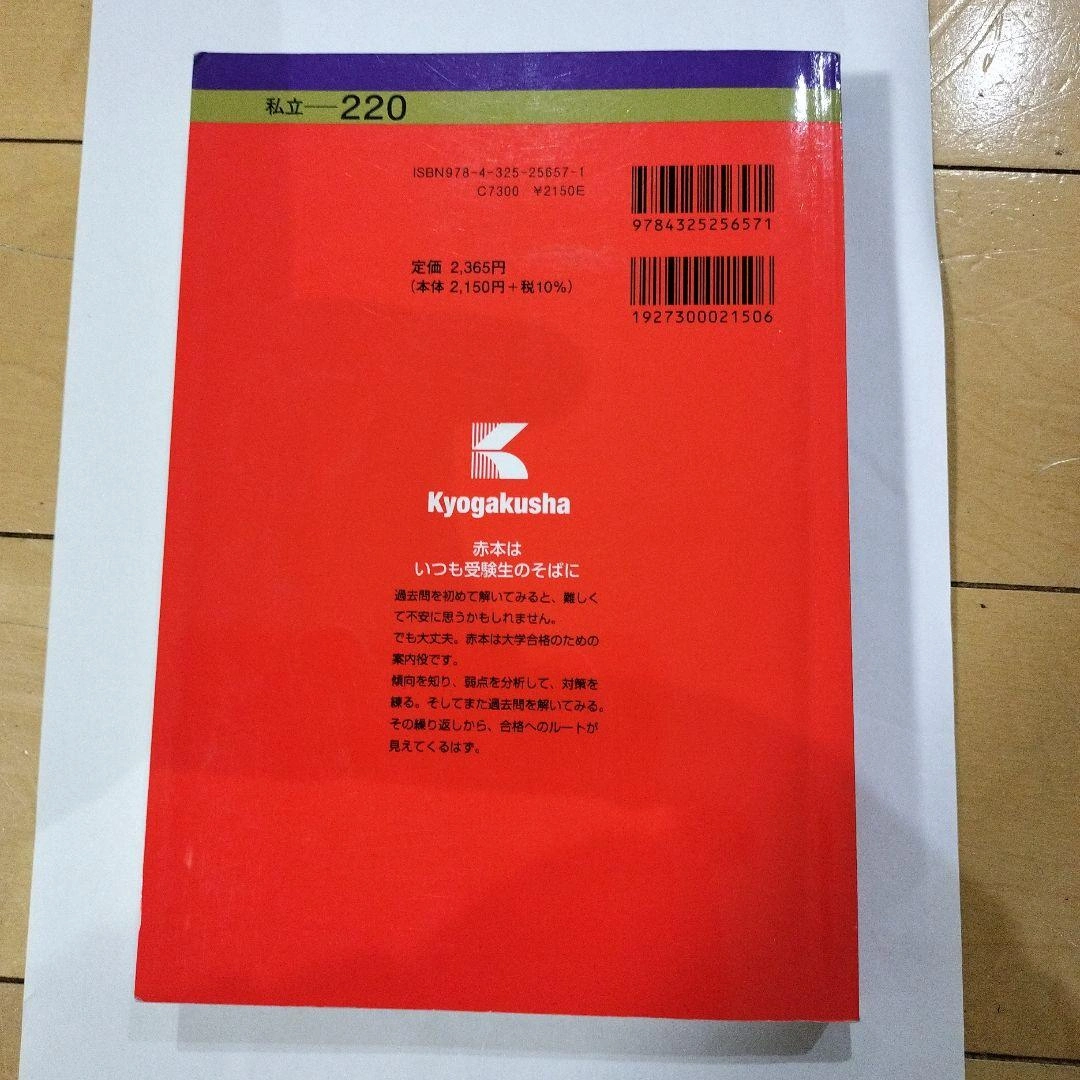 私立――220
ISBN978-4-325-25657-1
C7300 ¥2150E
9784325256571
定価 2,365円
(本体 2,150円+税10%)
1927300021506
Kyogakusha
赤本は
いつも受験生のそばに
過去問を初めて解いてみると、難しく
て不安に思うかもしれません。
でも大丈夫。赤本は大学合格のための
案内役です。
傾向を知り、弱点を分析して、対策を
練る。そしてまた過去問を解いてみる。
その繰り返しから、合格へのルートが
見えてくるはず。